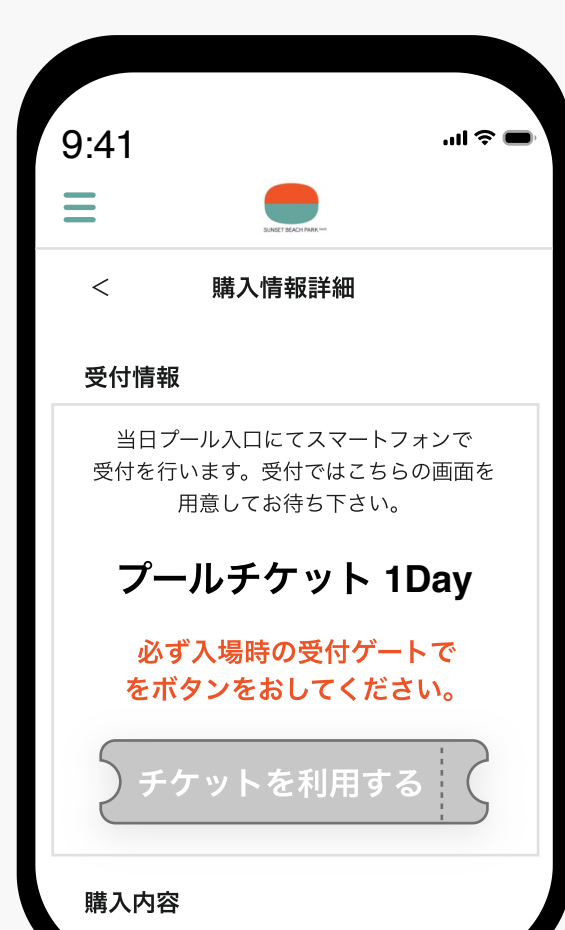 9:41
SUNSET BEACH PARK
< 購入情報詳細
受付情報
当日プール入口にてスマートフォンで
受付を行います。受付ではこちらの画面を
用意してお待ち下さい。
プールチケット 1Day
必ず入場時の受付ゲートで
をボタンをおしてください。
チケットを利用する
購入内容